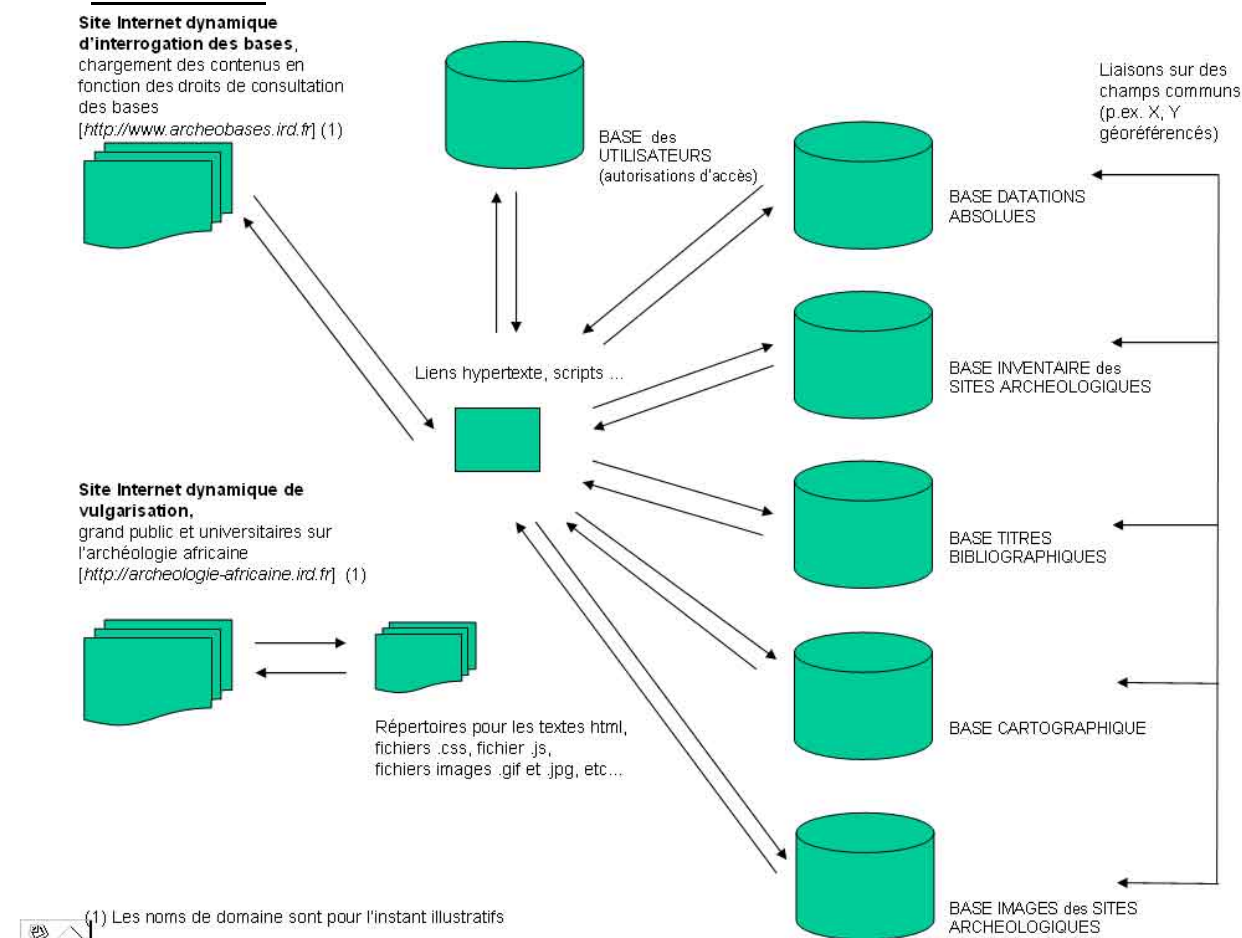 Site Internet dynamique
d'interrogation des bases,
chargement des contenus en
fonction des droits de consultation
des bases
[http://www.archeobases.ird.fr] (1)
BASE des
UTILISATEURS
(autorisations d'accès)
Liaisons sur des
champs communs
(p.ex. X, Y
géoréférencés)
BASE DATATIONS
ABSOLUES
Liens hypertexte, scripts ...
BASE INVENTAIRE des
SITES ARCHEOLOGIQUES
Site Internet dynamique de
vulgarisation,
grand public et universitaires sur
l'archéologie africaine
[http://archeologie-africaine.ird.fr] (1)
BASE TITRES
BIBLIOGRAPHIQUES
Répertoires pour les textes html,
fichiers .css, fichier .js,
fichiers images .gif et .jpg, etc...
BASE CARTOGRAPHIQUE
BASE IMAGES des SITES
ARCHEOLOGIQUES
(1) Les noms de domaine sont pour l'instant illustratifs